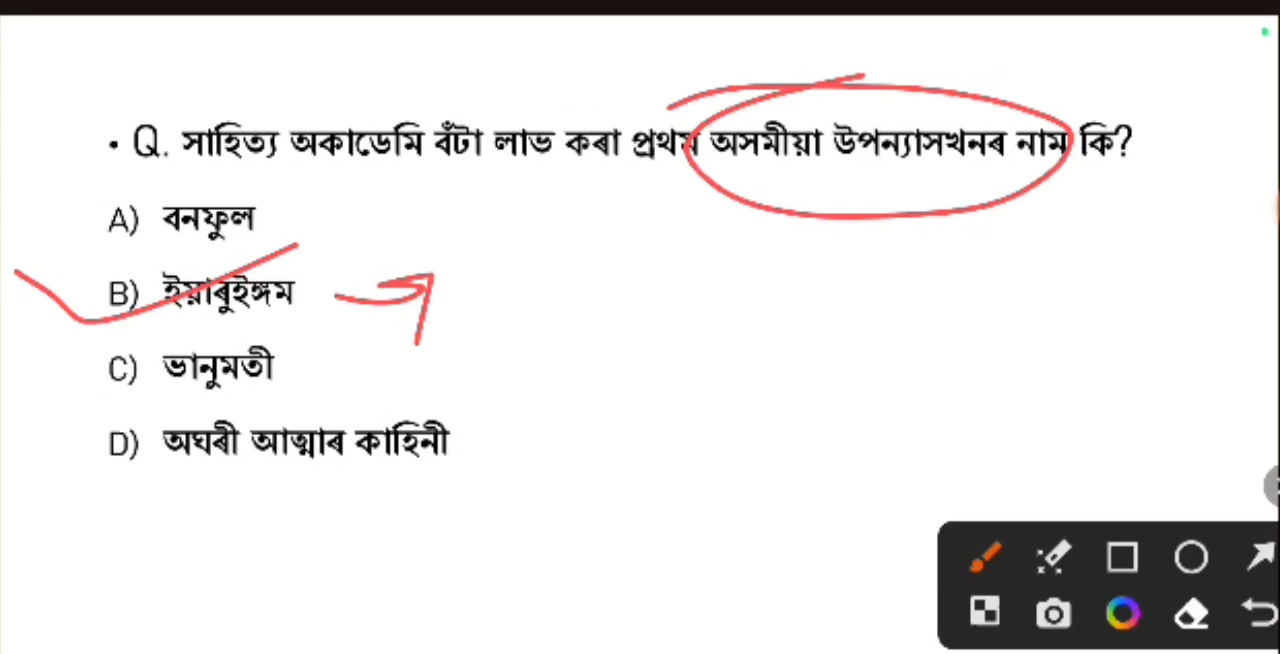 • Q. সাহিত্য অকাডেমি বঁটা লাভ কৰা প্ৰথম অসমীয়া উপন্যাসখনৰ নাম কি?
A) বনফুল
B) ইয়াৰুইঙ্গম
C) ভানুমতী
D) অঘৰী আত্মাৰ কাহিনী